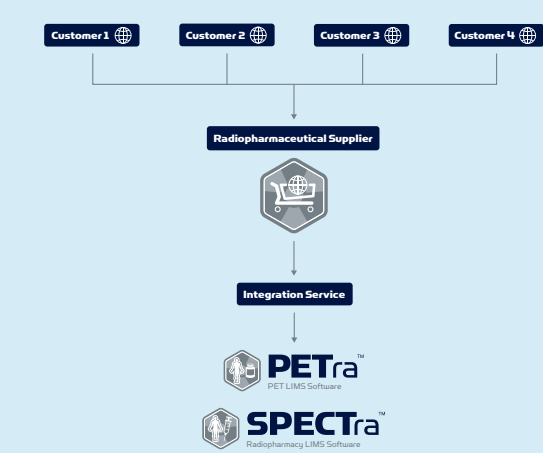 Customer 1
Customer 2
Customer 3
Customer 4
Radiopharmaceutical Supplier
Integration Service
PETra™
PET LIMS Software
SPECTra™
Radiopharmacy LIMS Software